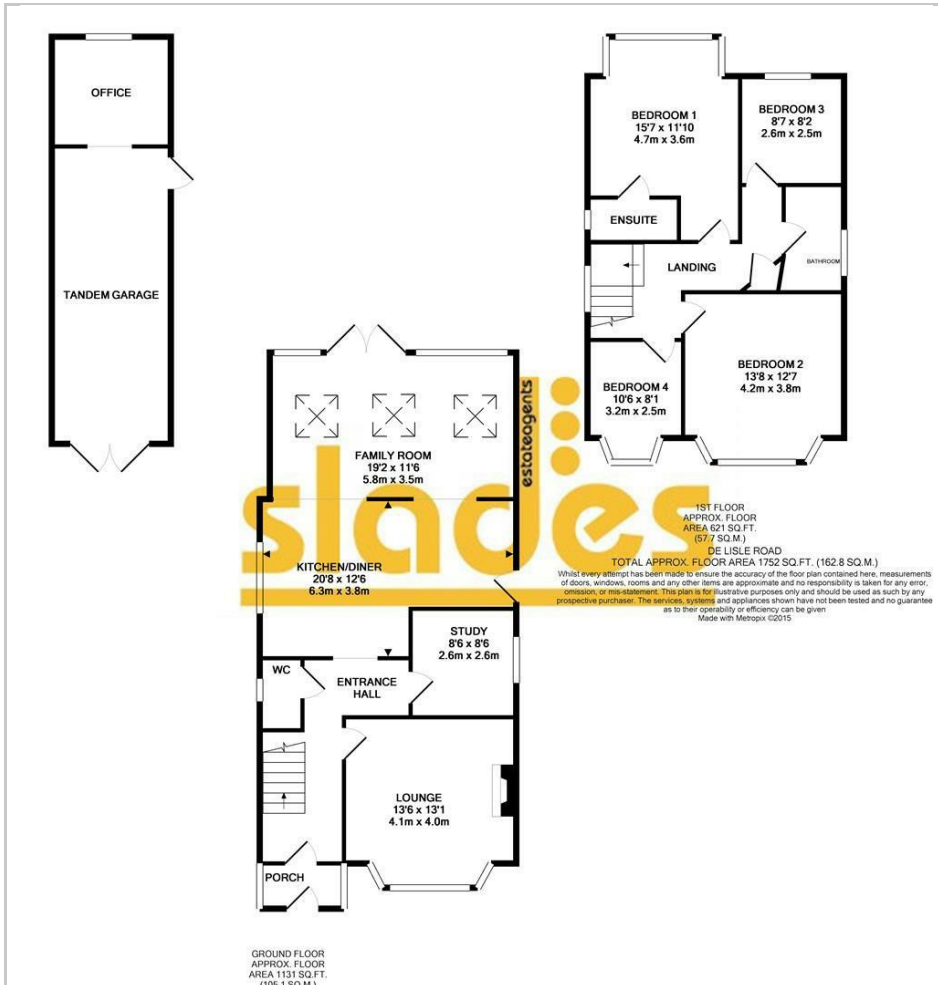 OFFICE
TANDEM GARAGE
BEDROOM 1
15'7 x 11'10
4.7m x 3.6m
BEDROOM 3
8'7 x 8'2
2.6m x 2.5m
ENSUITE
LANDING
BATHROOM
BEDROOM 4
10'6 x 8'1
3.2m x 2.5m
BEDROOM 2
13'8 x 12'7
4.2m x 3.8m
FAMILY ROOM
19'2 x 11'6
5.8m x 3.5m
slades
estateagents
KITCHEN/DINER
20'8 x 12'6
6.3m x 3.8m
STUDY
8'6 x 8'6
2.6m x 2.6m
WC
ENTRANCE
HALL
LOUNGE
13'6 x 13'1
4.1m x 4.0m
PORCH
1ST FLOOR
APPROX. FLOOR
AREA 621 SQ.FT.
(57.7 SQ.M.)
DE LISLE ROAD
TOTAL APPROX. FLOOR AREA 1752 SQ.FT. (162.8 SQ.M.)
Whilst every attempt has been made to ensure the accuracy of the floor plan contained here, measurements
of doors, windows, rooms and any other items are approximate and no responsibility is taken for any error,
omission, or mis-statement. This plan is for illustrative purposes only and should be used as such by any
prospective purchaser. The services, systems and appliances shown have not been tested and no guarantee
as to their operability or efficiency can be given
Made with Metropix ©2015
GROUND FLOOR
APPROX. FLOOR
AREA 1131 SQ.FT.
(105.1 SQ.M.)